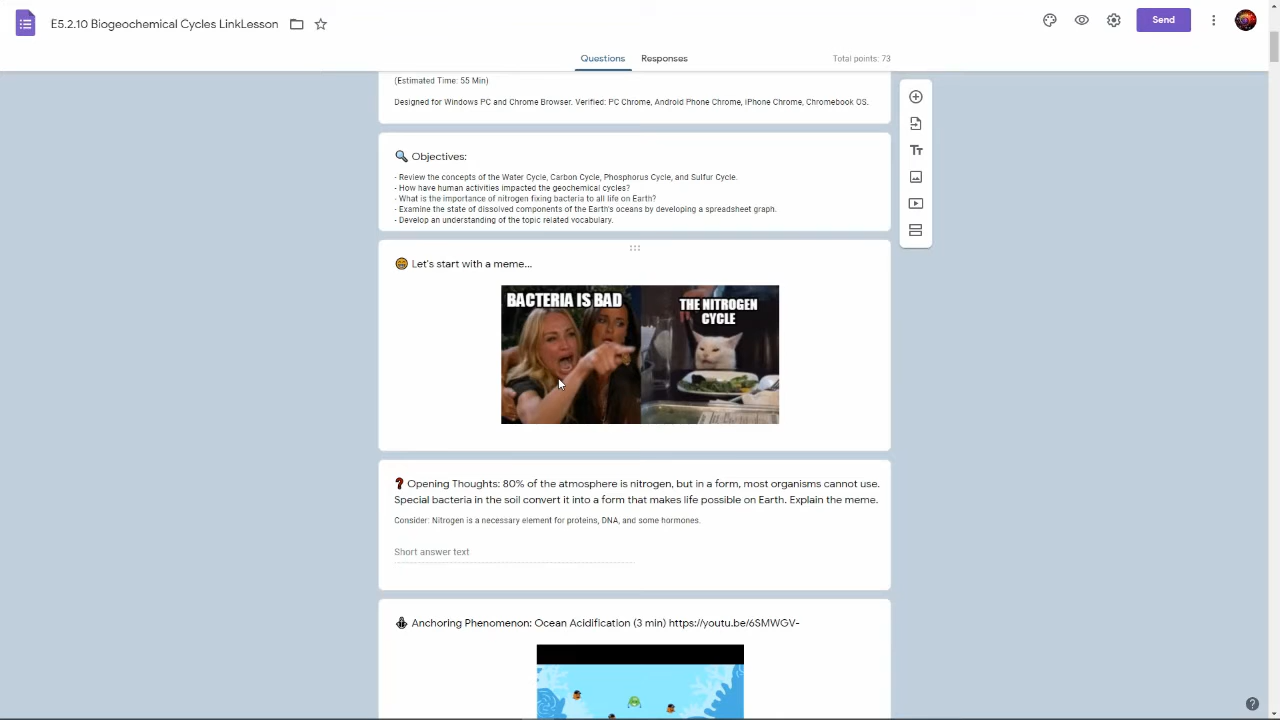 E5.2.10 Biogeochemical Cycles LinkLesson
Send
Questions
Responses
Total points: 73
(Estimated Time: 55 Min)
Designed for Windows PC and Chrome Browser. Verified: PC Chrome, Android Phone Chrome, iPhone Chrome, Chromebook OS.
Objectives:
- Review the concepts of the Water Cycle, Carbon Cycle, Phosphorus Cycle, and Sulfur Cycle.
- How have human activities impacted the geochemical cycles?
- What is the importance of nitrogen fixing bacteria to all life on Earth?
- Examine the state of dissolved components of the Earth's oceans by developing a spreadsheet graph.
- Develop an understanding of the topic related vocabulary.
Let's start with a meme...
BACTERIA IS BAD
THE NITROGEN
CYCLE
Opening Thoughts: 80% of the atmosphere is nitrogen, but in a form, most organisms cannot use.
Special bacteria in the soil convert it into a form that makes life possible on Earth. Explain the meme.
Consider: Nitrogen is a necessary element for proteins, DNA, and some hormones.
Short answer text
Anchoring Phenomenon: Ocean Acidification (3 min) https://youtu.be/6SMWGV-